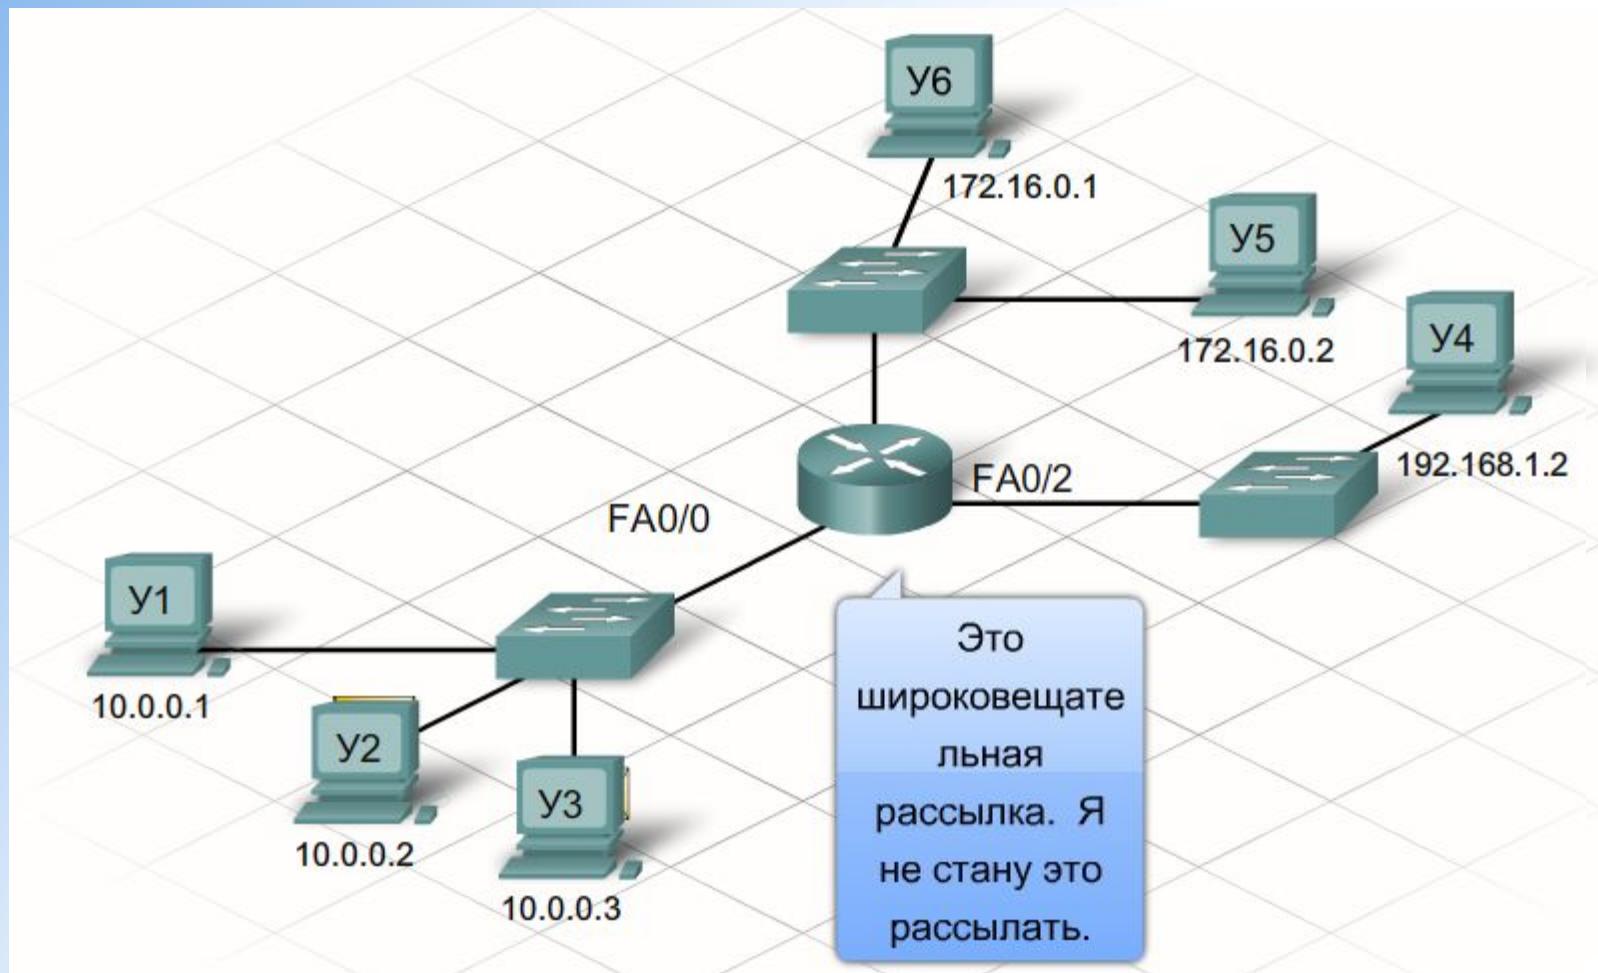 У6
172.16.0.1
У5
172.16.0.2
У4
192.168.1.2
FA0/2
FA0/0
У1
10.0.0.1
У2
10.0.0.2
У3
10.0.0.3
Это
широковещате
льная
рассылка. Я
не стану это
рассылать.